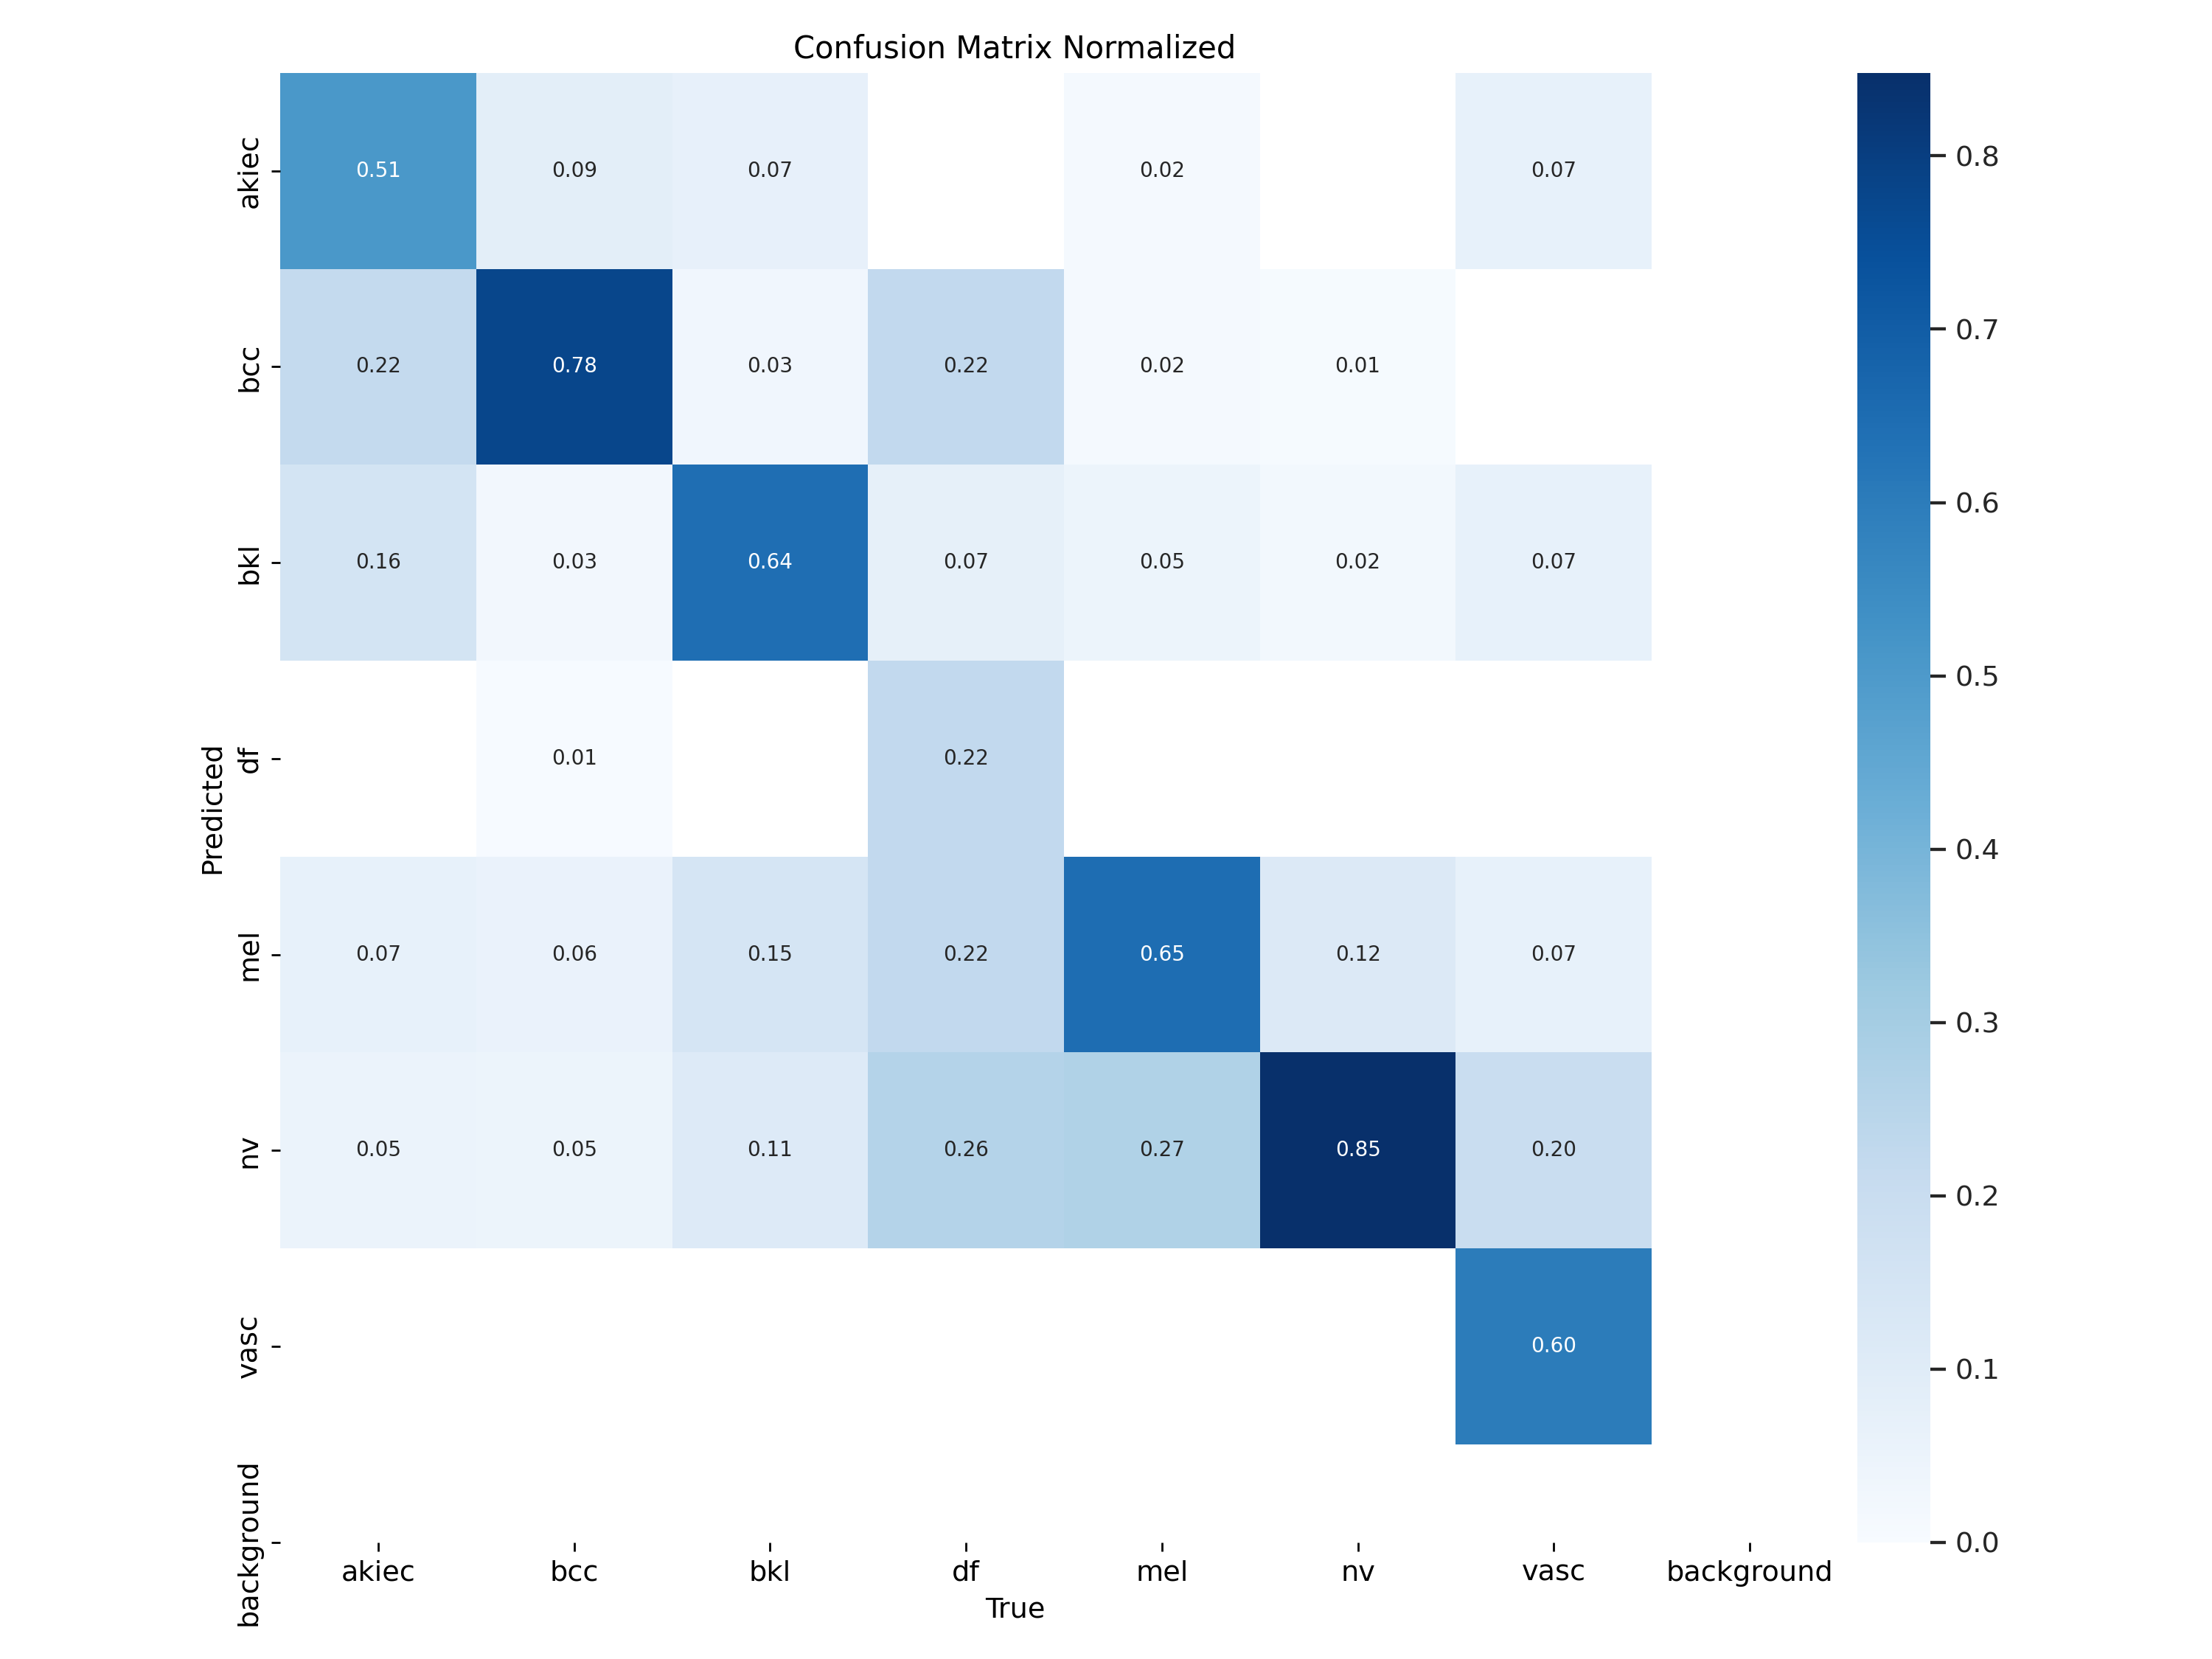 Confusion Matrix Normalized
akiec 0.51 0.09 0.07 0.02 0.07
bcc 0.22 0.78 0.03 0.22 0.02 0.01
bkl 0.16 0.03 0.64 0.07 0.05 0.02 0.07
df 0.01 0.22
mel 0.07 0.06 0.15 0.22 0.65 0.12 0.07
nv 0.05 0.05 0.11 0.26 0.27 0.85 0.20
vasc 0.60
background
Predicted
akiec bcc bkl df mel nv vasc background
True
0.8
0.7
0.6
0.5
0.4
0.3
0.2
0.1
0.0